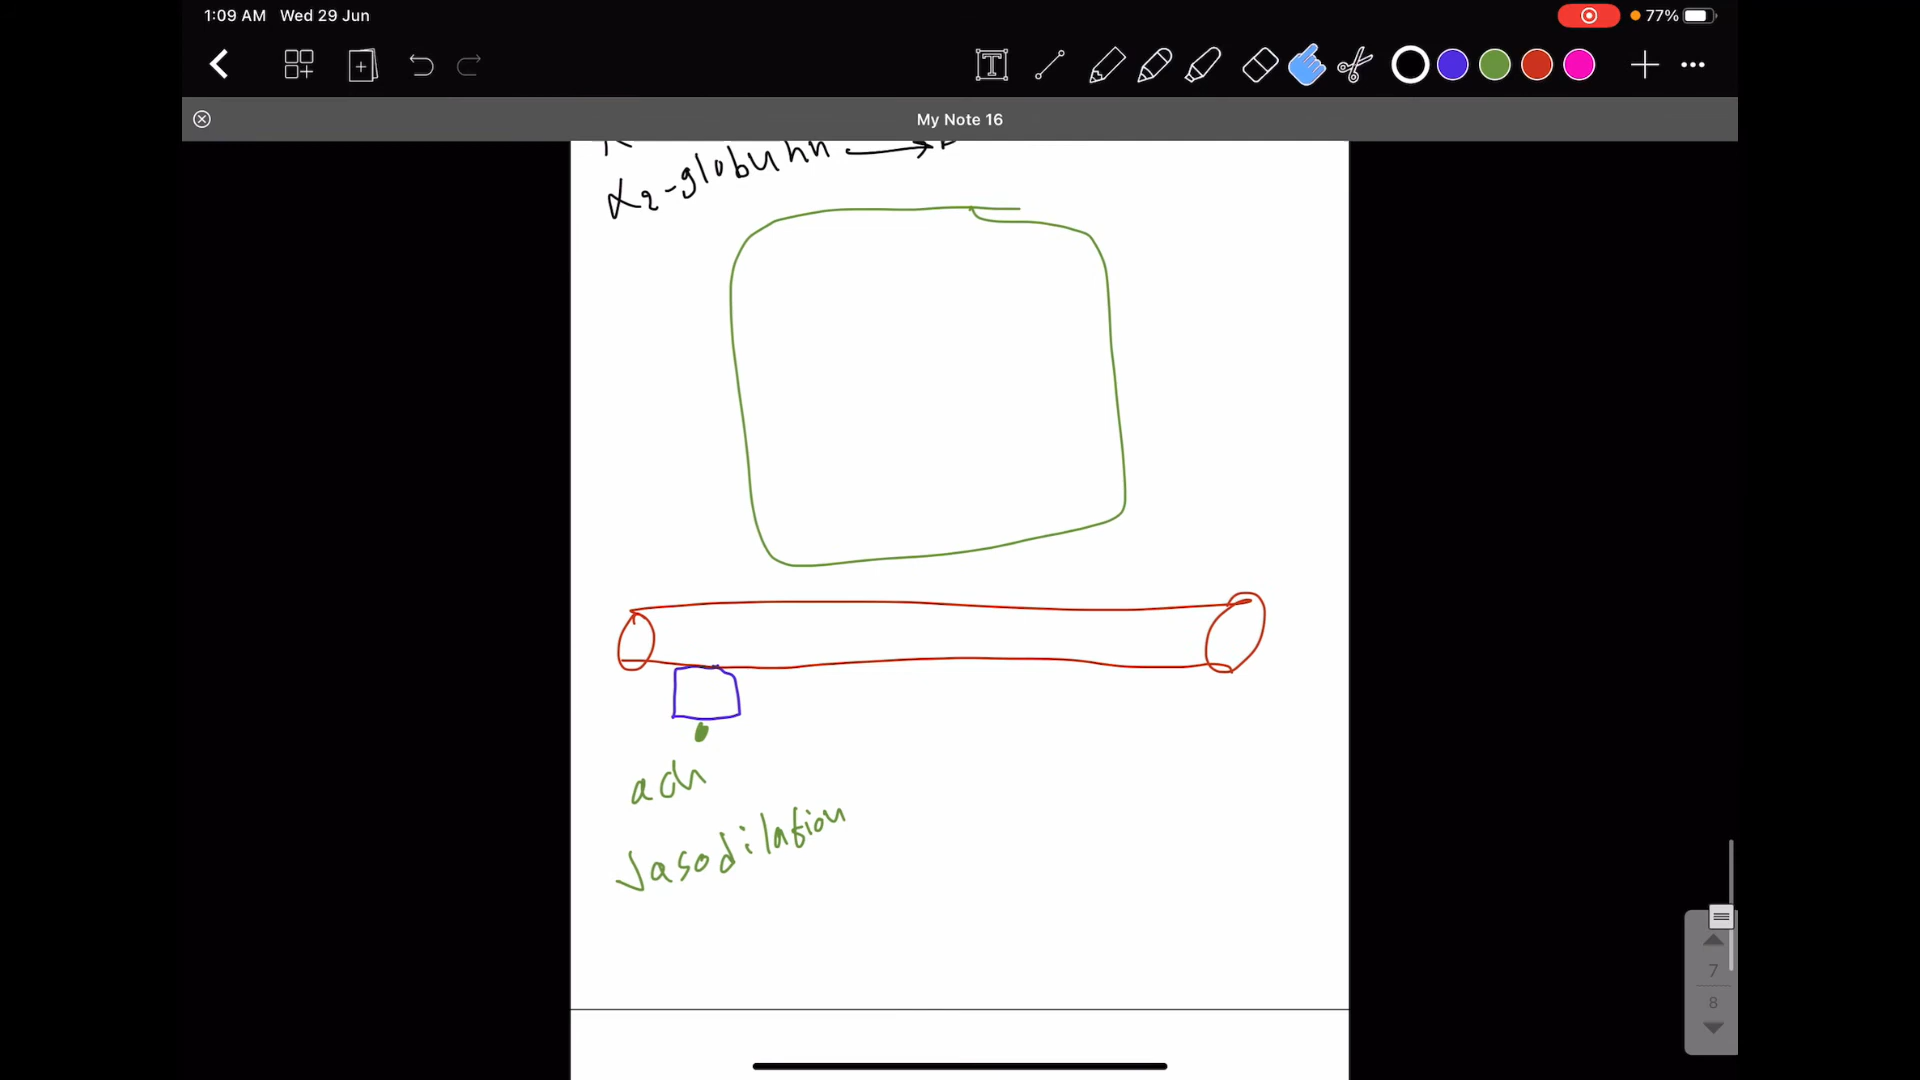 1:09 AM Wed 29 Jun
77%
T
My Note 16
α2-globulin →
ach
Vasodilation
7
8